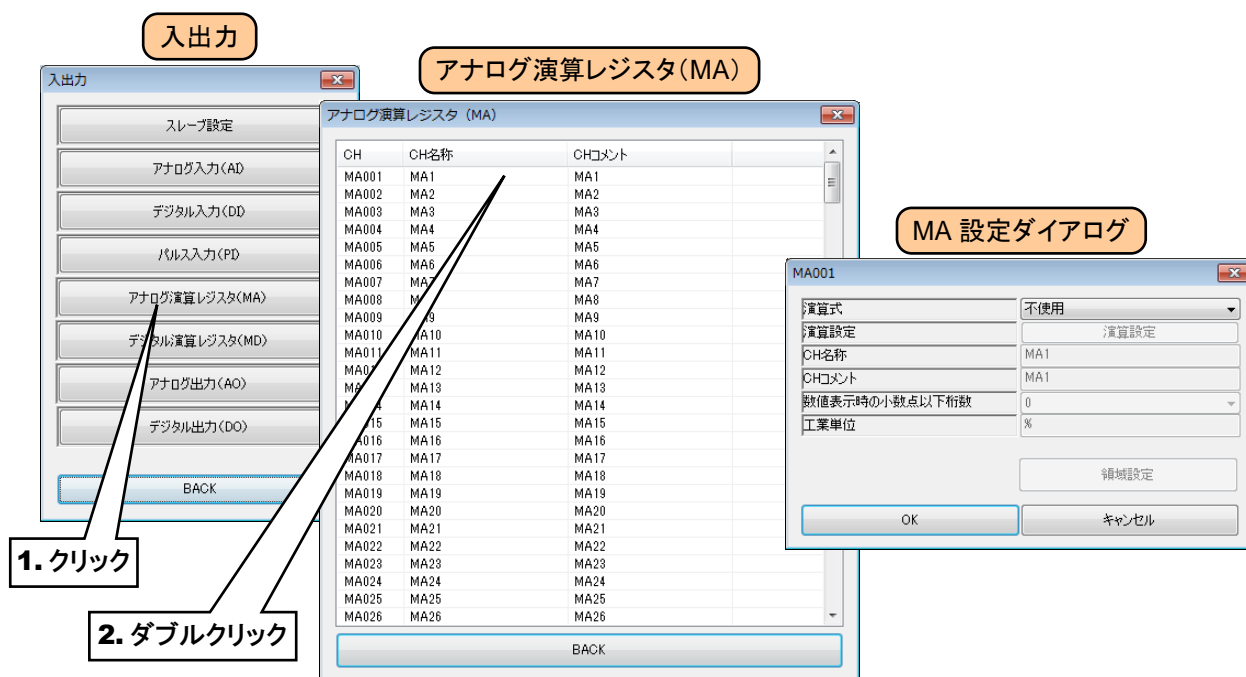 入出力
入出力
スレーブ設定
アナログ入力(AI)
デジタル入力(DI)
パルス入力(PI)
アナログ演算レジスタ(MA)
デジタル演算レジスタ(MD)
アナログ出力(AO)
デジタル出力(DO)
BACK
1. クリック
アナログ演算レジスタ(MA)
アナログ演算レジスタ (MA)
CH CH名称 CHコメント
MA001 MA1 MA1
MA002 MA2 MA2
MA003 MA3 MA3
MA004 MA4 MA4
MA005 MA5 MA5
MA006 MA6 MA6
MA007 MA7
MA008 MA8
MA009 MA9
MA010 MA10 MA10
MA011 MA11 MA11
MA12 MA12
MA13 MA13
MA14 MA14
MA15 MA15
MA016 MA16 MA16
MA017 MA17 MA17
MA018 MA18 MA18
MA019 MA19 MA19
MA020 MA20 MA20
MA021 MA21 MA21
MA022 MA22 MA22
MA023 MA23 MA23
MA024 MA24 MA24
MA025 MA25 MA25
MA026 MA26 MA26
BACK
2. ダブルクリック
MA 設定ダイアログ
MA001
演算式 不使用
演算設定 演算設定
CH名称 MA1
CHコメント MA1
数値表示時の小数点以下桁数 0
工業単位 %
領域設定
OK キャンセル